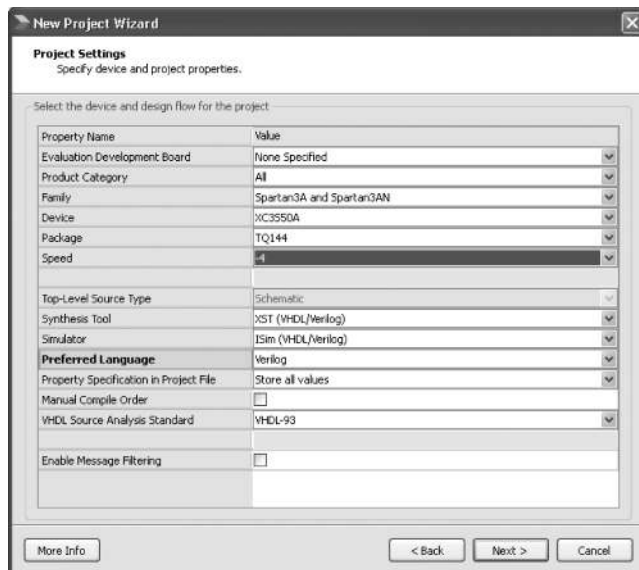 New Project Wizard
Project Settings
Specify device and project properties.
Select the device and design flow for the project
Property Name Value
Evaluation Development Board None Specified
Product Category All
Family Spartan3A and Spartan3AN
Device XC3S50A
Package TQ144
Speed -4
Top-Level Source Type Schematic
Synthesis Tool XST (VHDL/Verilog)
Simulator ISim (VHDL/Verilog)
Preferred Language Verilog
Property Specification in Project File Store all values
Manual Compile Order
VHDL Source Analysis Standard VHDL-93
Enable Message Filtering
More Info < Back Next > Cancel